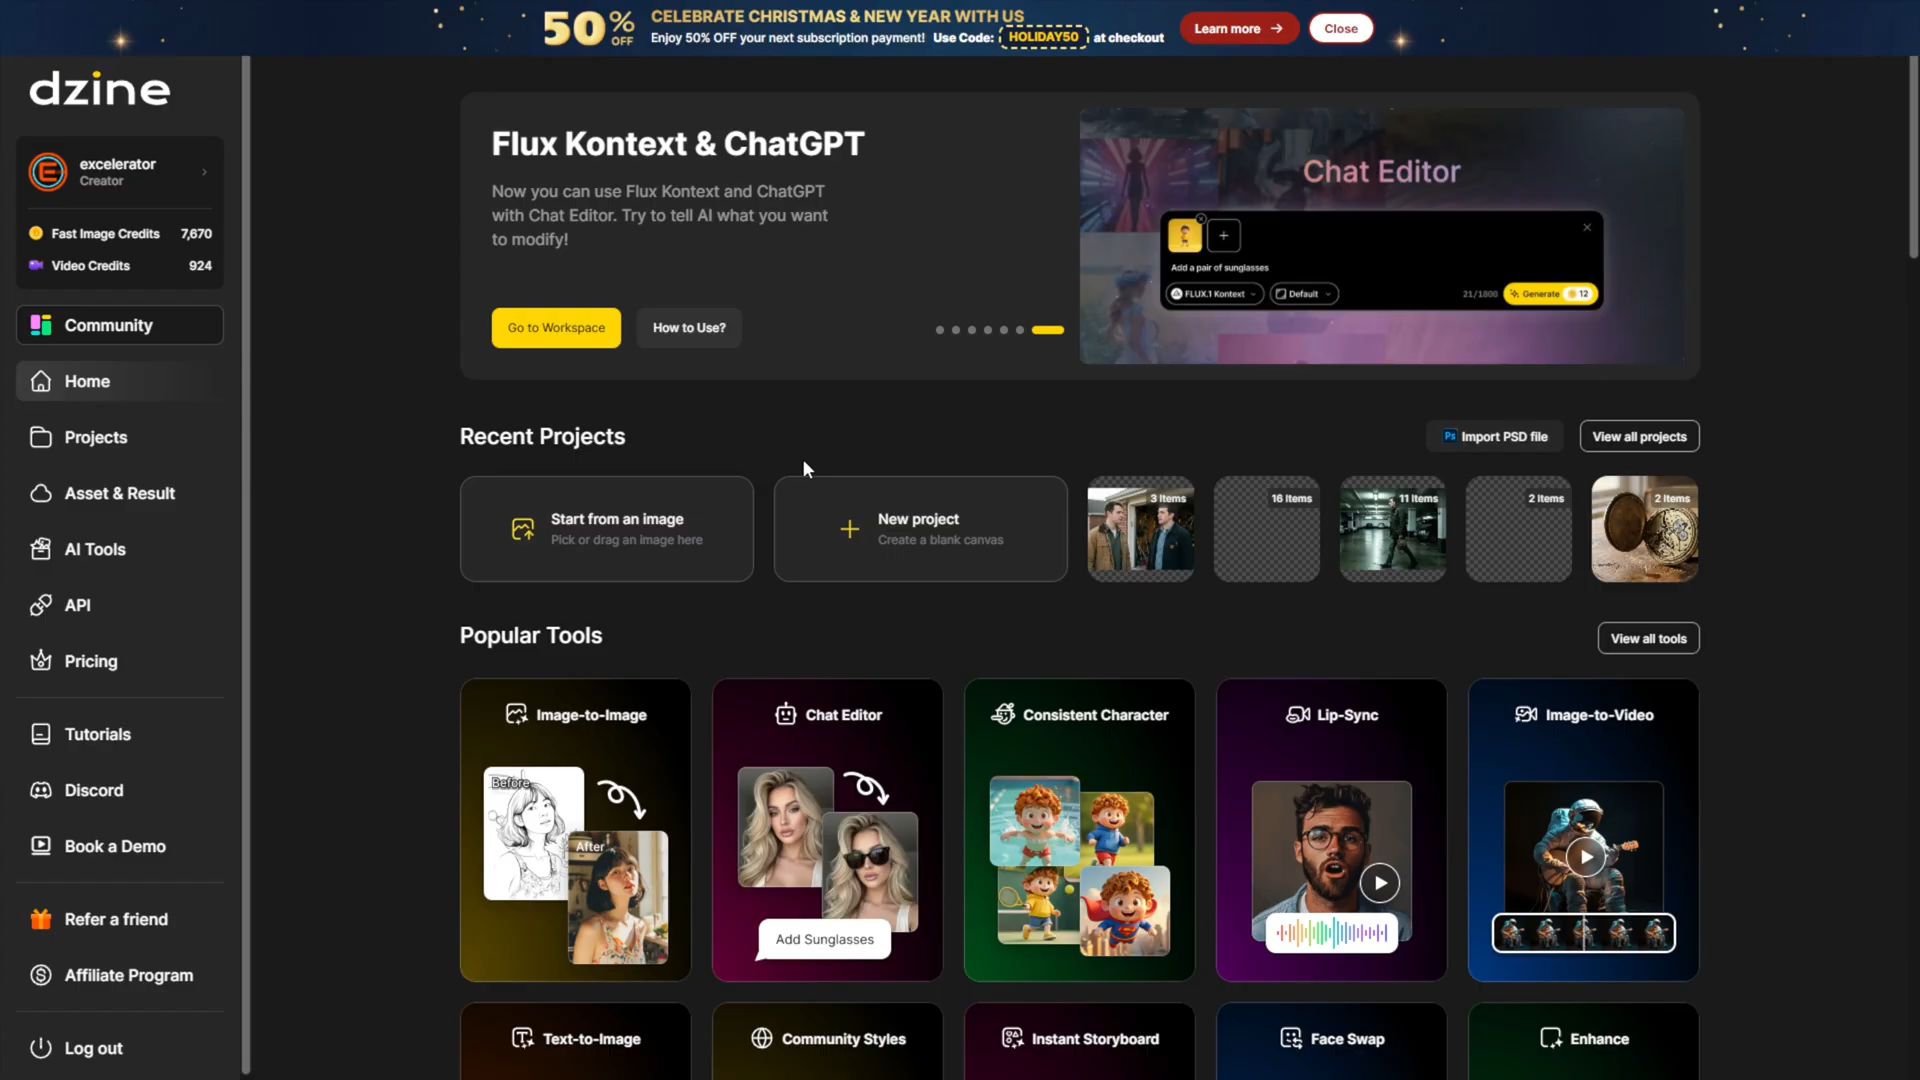 50% OFF
CELEBRATE CHRISTMAS & NEW YEAR WITH US
Enjoy 50% OFF your next subscription payment! Use Code: HOLIDAY50 at checkout
Learn more
Close
dzine
excelerator
Creator
Fast Image Credits 7,670
Video Credits 924
Community
Home
Projects
Asset & Result
AI Tools
API
Pricing
Tutorials
Discord
Book a Demo
Refer a friend
Affiliate Program
Log out
Flux Kontext & ChatGPT
Now you can use Flux Kontext and ChatGPT
with Chat Editor. Try to tell AI what you want
to modify!
Go to Workspace
How to Use?
Chat Editor
Add a pair of sunglasses
FLUX.1 Kontext
Default
21/1800
Generate 12
Recent Projects
Ps Import PSD file
View all projects
Start from an image
Pick or drag an image here
New project
Create a blank canvas
3 Items
16 Items
11 Items
2 Items
2 Items
Popular Tools
View all tools
Image-to-Image
Before
After
Chat Editor
Add Sunglasses
Consistent Character
Lip-Sync
Image-to-Video
Text-to-Image
Community Styles
Instant Storyboard
Face Swap
Enhance